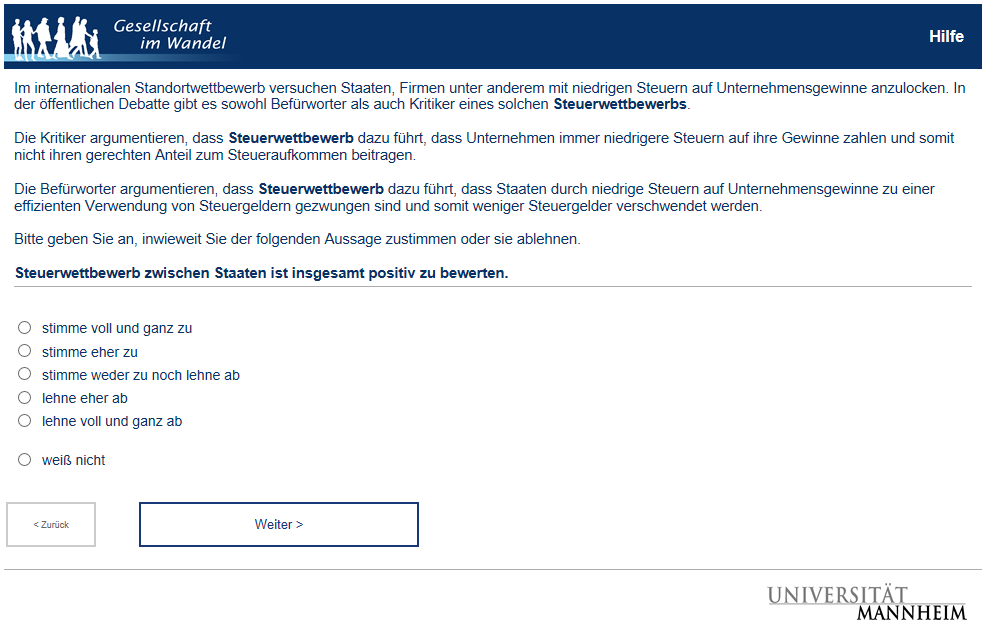 Gesellschaft
im Wandel
Hilfe
Im internationalen Standortwettbewerb versuchen Staaten, Firmen unter anderem mit niedrigen Steuern auf Unternehmensgewinne anzulocken. In
der öffentlichen Debatte gibt es sowohl Befürworter als auch Kritiker eines solchen Steuerwettbewerbs.
Die Kritiker argumentieren, dass Steuerwettbewerb dazu führt, dass Unternehmen immer niedrigere Steuern auf ihre Gewinne zahlen und somit
nicht ihren gerechten Anteil zum Steueraufkommen beitragen.
Die Befürworter argumentieren, dass Steuerwettbewerb dazu führt, dass Staaten durch niedrige Steuern auf Unternehmensgewinne zu einer
effizienten Verwendung von Steuergeldern gezwungen sind und somit weniger Steuergelder verschwendet werden.
Bitte geben Sie an, inwieweit Sie der folgenden Aussage zustimmen oder sie ablehnen.
Steuerwettbewerb zwischen Staaten ist insgesamt positiv zu bewerten.
stimme voll und ganz zu
stimme eher zu
stimme weder zu noch lehne ab
lehne eher ab
lehne voll und ganz ab
weiß nicht
< Zurück
Weiter >
UNIVERSITÄT
MANNHEIM